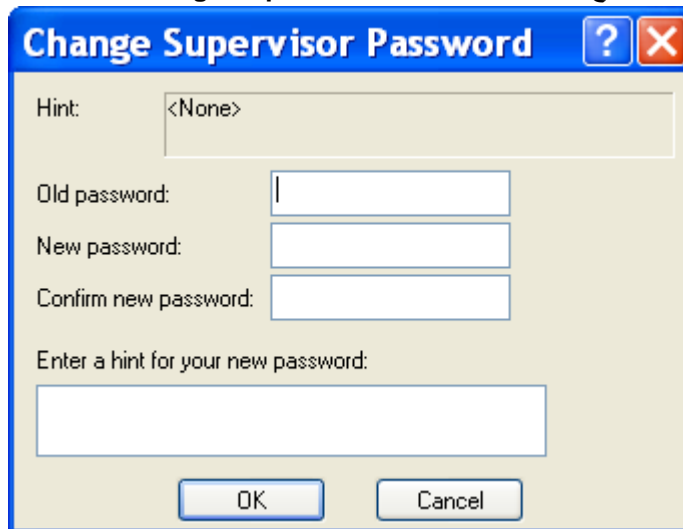 Change Supervisor Password
Hint: <None>
Old password:
New password:
Confirm new password:
Enter a hint for your new password:
OK Cancel